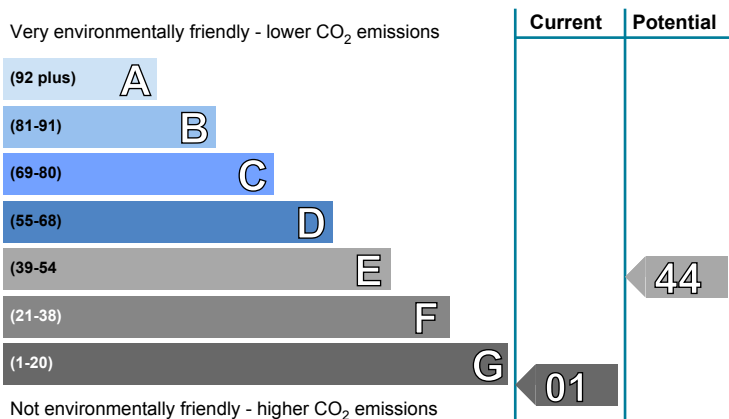 Current Potential
Very environmentally friendly - lower CO2 emissions
(92 plus) A
(81-91) B
(69-80) C
(55-68) D
(39-54 E
44
(21-38) F
(1-20) G
01
Not environmentally friendly - higher CO2 emissions